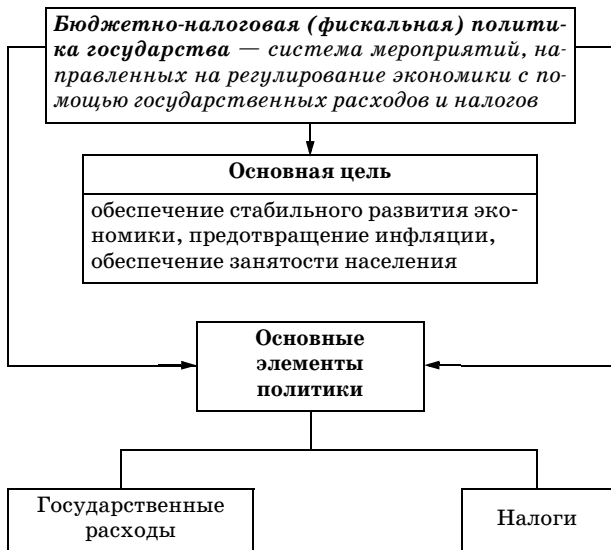 Бюджетно-налоговая (фискальная) полити-
ка государства — система мероприятий, на-
правленных на регулирование экономики с по-
мощью государственных расходов и налогов
Основная цель
обеспечение стабильного развития эко-
номики, предотвращение инфляции,
обеспечение занятости населения
Основные
элементы
политики
Государственные
расходы
Налоги